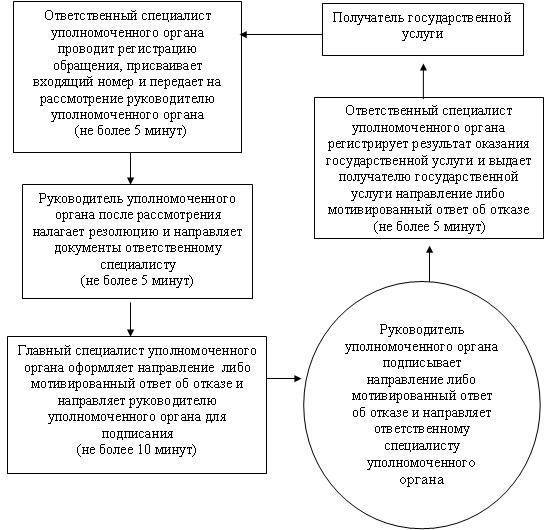 Получатель государственной
услуги
Ответственный специалист
уполномоченного органа
проводит регистрацию
обращения, присваивает
входящий номер и передает на
рассмотрение руководителю
уполномоченного органа
(не более 5 минут)
Руководитель уполномоченного
органа после рассмотрения
налагает резолюцию и направляет
документы ответственному
специалисту
(не более 5 минут)
Главный специалист уполномоченного
органа оформляет направление либо
мотивированный ответ об отказе и
направляет руководителю
уполномоченного органа для
подписания
(не более 10 минут)
Руководитель
уполномоченного органа
подписывает
направление либо
мотивированный ответ
об отказе и направляет
ответственному
специалисту
уполномоченного
органа
Ответственный специалист
уполномоченного органа
регистрирует результат оказания
государственной услуги и выдает
получателю государственной
услуги направление либо
мотивированный ответ об отказе
(не более 5 минут)